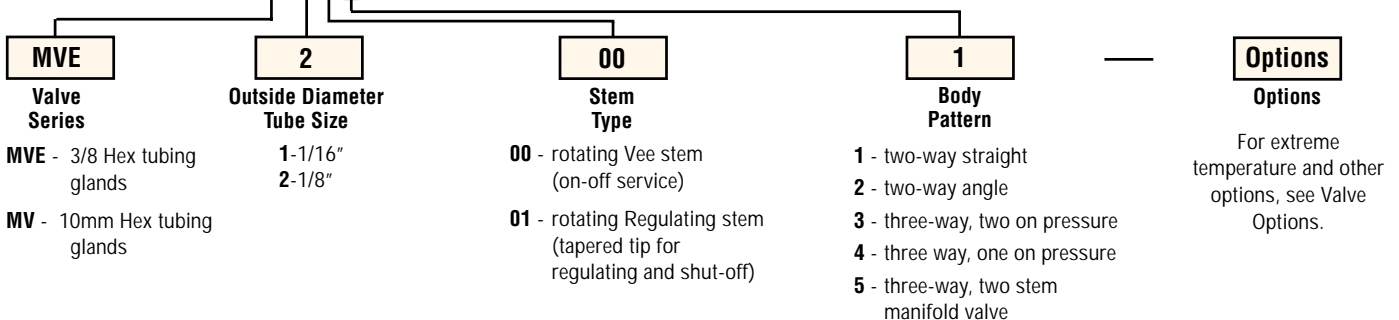 MVE
Valve
Series
MVE - 3/8 Hex tubing
glands
MV - 10mm Hex tubing
glands
2
Outside Diameter
Tube Size
1-1/16"
2-1/8"
00
Stem
Type
00 - rotating Vee stem
(on-off service)
01 - rotating Regulating stem
(tapered tip for
regulating and shut-off)
1
Body
Pattern
1 - two-way straight
2 - two-way angle
3 - three-way, two on pressure
4 - three way, one on pressure
5 - three-way, two stem
manifold valve
Options
Options
For extreme
temperature and other
options, see Valve
Options.